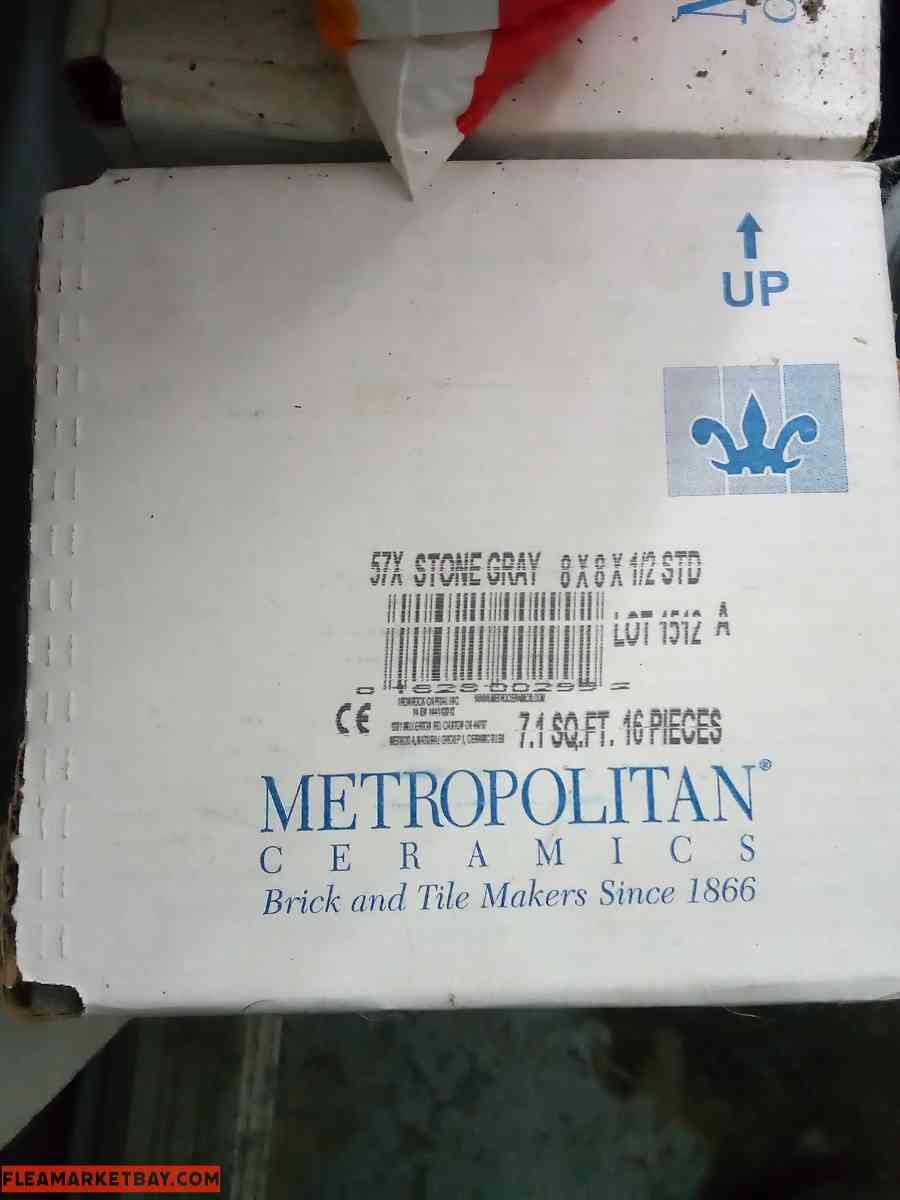 UP
57X STONE GRAY 8 X 8 X 1/2 STD
LOT 1512 A
CE
7.1 SQ.FT. 16 PIECES
METROPOLITAN®
CERAMICS
Brick and Tile Makers Since 1866
FLEAMARKETBAY.COM